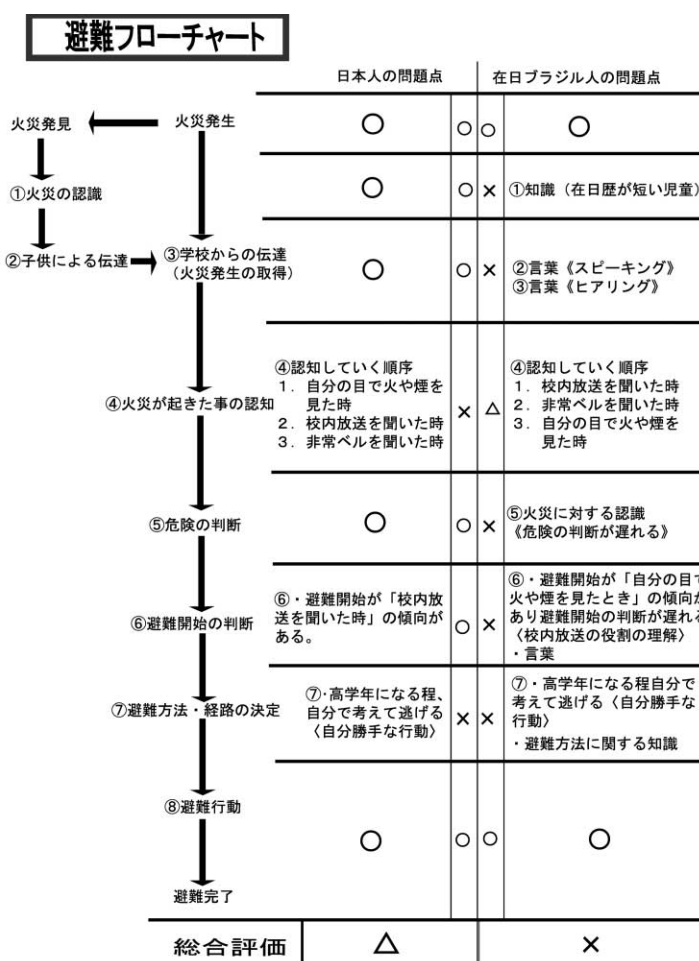 避難フローチャート
日本人の問題点
在日ブラジル人の問題点
火災発見
火災発生
○
○
○
○
①火災の認識
○
○
×
①知識(在日歴が短い児童)
②子供による伝達
③学校からの伝達
(火災発生の取得)
○
○
×
②言葉《スピーキング》
③言葉《ヒアリング》
④火災が起きた事の認知
④認知していく順序
1. 自分の目で火や煙を
見た時
2. 校内放送を聞いた時
3. 非常ベルを聞いた時
×
△
④認知していく順序
1. 校内放送を聞いた時
2. 非常ベルを聞いた時
3. 自分の目で火や煙を
見た時
⑤危険の判断
○
○
×
⑤火災に対する認識
《危険の判断が遅れる》
⑥避難開始の判断
⑥・避難開始が「校内放
送を聞いた時」の傾向が
ある。
○
×
⑥・避難開始が「自分の目で
火や煙を見たとき」の傾向が
あり避難開始の判断が遅れる
〈校内放送の役割の理解〉
・言葉
⑦避難方法・経路の決定
⑦・高学年になる程、
自分で考えて逃げる
〈自分勝手な行動〉
×
×
⑦・高学年になる程自分で
考えて逃げる〈自分勝手な
行動〉
・避難方法に関する知識
⑧避難行動
○
○
○
○
避難完了
総合評価
△
×